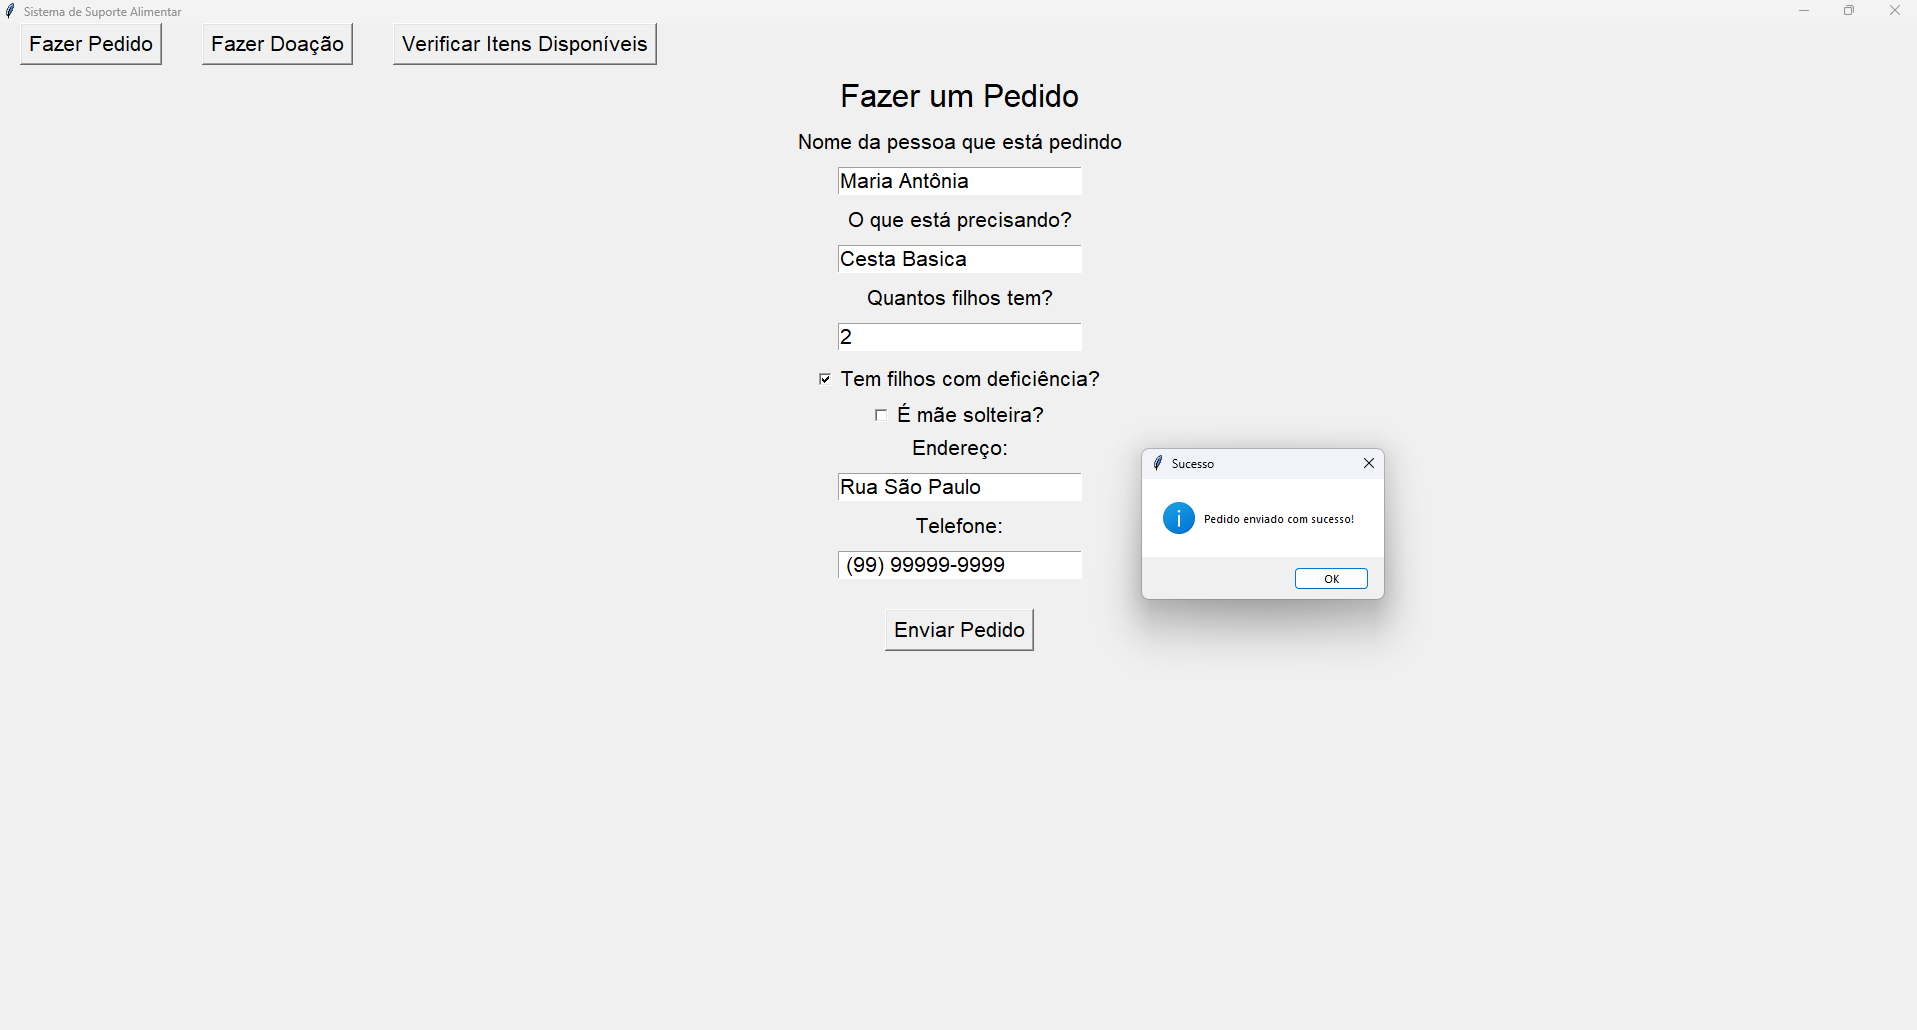 Sistema de Suporte Alimentar
Fazer Pedido
Fazer Doação
Verificar Itens Disponíveis
Fazer um Pedido
Nome da pessoa que está pedindo
Maria Antônia
O que está precisando?
Cesta Basica
Quantos filhos tem?
2
Tem filhos com deficiência?
É mãe solteira?
Endereço:
Rua São Paulo
Telefone:
(99) 99999-9999
Enviar Pedido
Sucesso
Pedido enviado com sucesso!
OK